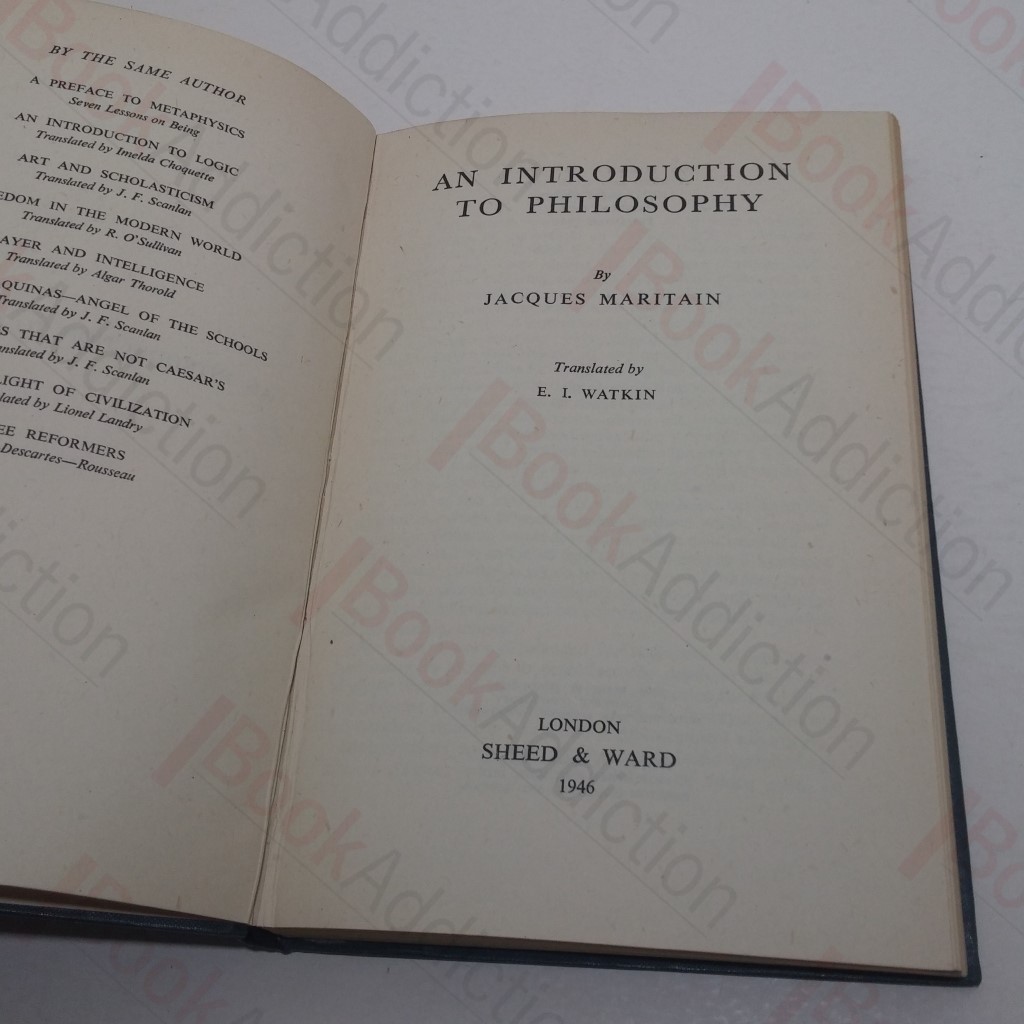 BY THE SAME AUTHOR
A PREFACE TO METAPHYSICS
Seven Lessons on Being
AN INTRODUCTION TO LOGIC
Translated by Imelda Choquette
ART AND SCHOLASTICISM
Translated by J. F. Scanlan
EDOM IN THE MODERN WORLD
Translated by R. O'Sullivan
AYER AND INTELLIGENCE
Translated by Algar Thorold
QUINAS—ANGEL OF THE SCHOOLS
Translated by J. F. Scanlan
S THAT ARE NOT CAESAR'S
nslated by J. F. Scanlan
LIGHT OF CIVILIZATION
lated by Lionel Landry
EE REFORMERS
Descartes—Rousseau
AN INTRODUCTION
TO PHILOSOPHY
By
JACQUES MARITAIN
Translated by
E. I. WATKIN
LONDON
SHEED & WARD
1946
BookAddiction